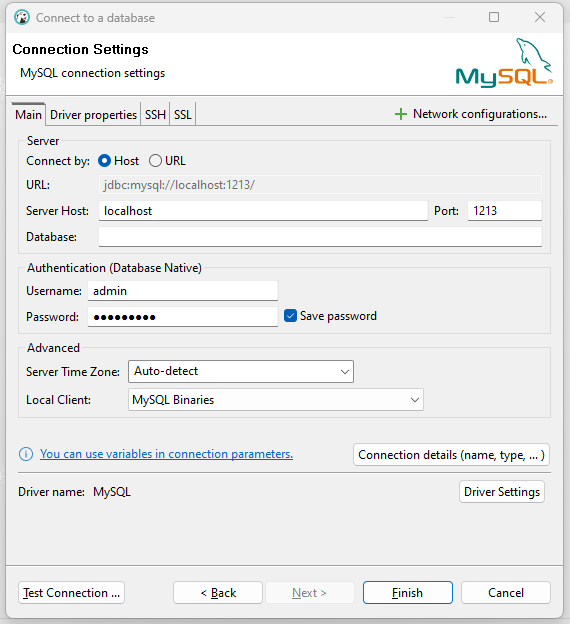 Connect to a database
Connection Settings
MySQL connection settings
MySQL®
Main Driver properties SSH SSL Network configurations...
Server
Connect by: Host URL
URL: jdbc:mysql://localhost:1213/
Server Host: localhost Port: 1213
Database:
Authentication (Database Native)
Username: admin
Password: ●●●●●●●●● Save password
Advanced
Server Time Zone: Auto-detect
Local Client: MySQL Binaries
You can use variables in connection parameters. Connection details (name, type, ... )
Driver name: MySQL Driver Settings
Test Connection ... < Back Next > Finish Cancel